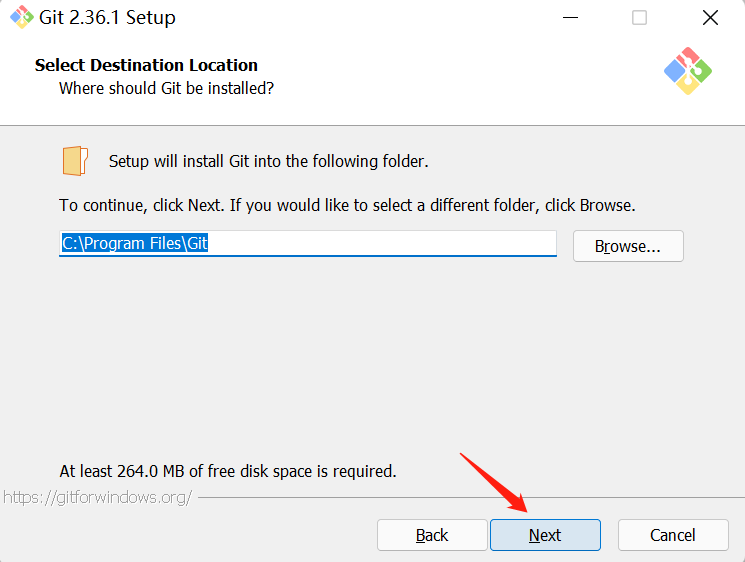 Git 2.36.1 Setup
Select Destination Location
Where should Git be installed?
Setup will install Git into the following folder.
To continue, click Next. If you would like to select a different folder, click Browse.
C:\Program Files\Git
Browse...
At least 264.0 MB of free disk space is required.
https://gitforwindows.org/
Back
Next
Cancel